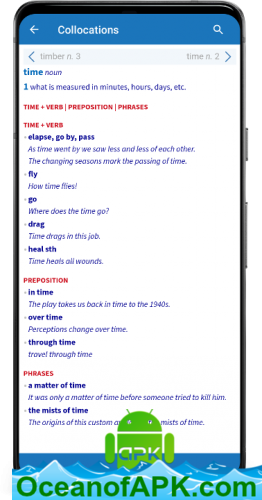 Collocations
timber n. 3 time n. 2
time noun
1 what is measured in minutes, hours, days, etc.
TIME + VERB | PREPOSITION | PHRASES
TIME + VERB
• elapse, go by, pass
As time went by we saw less and less of each other.
The changing seasons mark the passing of time.
• fly
How time flies!
• go
Where does the time go?
• drag
Time drags in this job.
• heal sth
Time heals all wounds.
PREPOSITION
• in time
The play takes us back in time to the 1940s.
• over time
Perceptions change over time.
• through time
travel through time
PHRASES
• a matter of time
It was only a matter of time before someone tried to kill him.
• the mists of time
The origins of this custom a mists of time.
APK
OceanofAPK.com